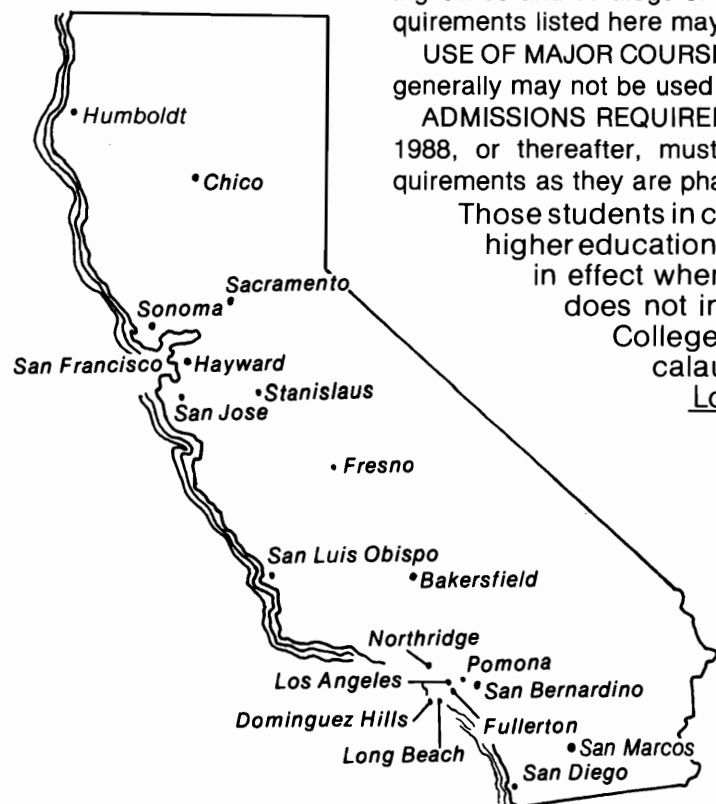 quirements listed here may
USE OF MAJOR COURSE
generally may not be used
ADMISSIONS REQUIRE
1988, or thereafter, must
quirements as they are pha
Those students in c
higher education
in effect wher
does not in
College
calau
Lo
Humboldt
Chico
Sacramento
Sonoma
San Francisco
Hayward
Stanislaus
San Jose
Fresno
San Luis Obispo
Bakersfield
Northridge
Pomona
Los Angeles
San Bernardino
Dominguez Hills
Fullerton
Long Beach
San Marcos
San Diego